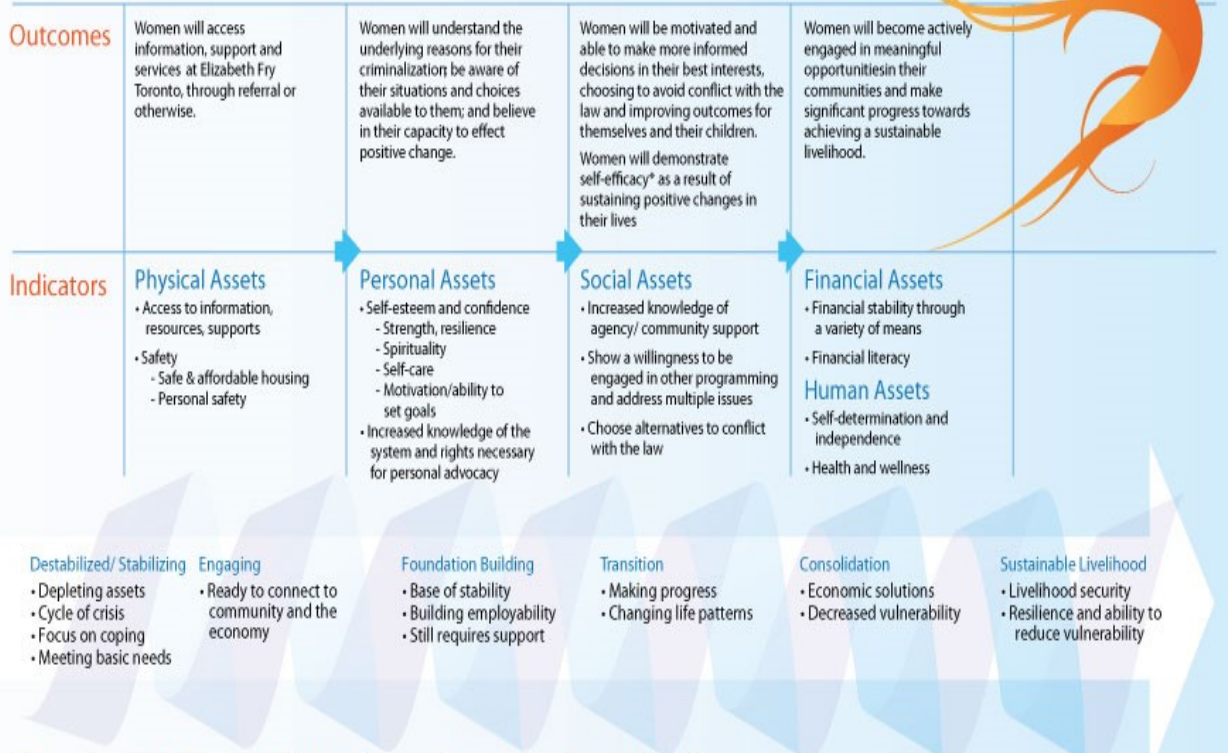 Outcomes
Women will access
information, support and
services at Elizabeth Fry
Toronto, through referral or
otherwise.
Women will understand the
underlying reasons for their
criminalization; be aware of
their situations and choices
available to them; and believe
in their capacity to effect
positive change.
Women will be motivated and
able to make more informed
decisions in their best interests,
choosing to avoid conflict with the
law and improving outcomes for
themselves and their children.
Women will demonstrate
self-efficacy* as a result of
sustaining positive changes in
their lives
Women will become actively
engaged in meaningful
opportunitiesin their
communities and make
significant progress towards
achieving a sustainable
livelihood.
Indicators
Physical Assets
• Access to information,
resources, supports
• Safety
- Safe & affordable housing
- Personal safety
Personal Assets
• Self-esteem and confidence
- Strength, resilience
- Spirituality
- Self-care
- Motivation/ability to
set goals
• Increased knowledge of the
system and rights necessary
for personal advocacy
Social Assets
• Increased knowledge of
agency/ community support
• Show a willingness to be
engaged in other programming
and address multiple issues
• Choose alternatives to conflict
with the law
Financial Assets
• Financial stability through
a variety of means
• Financial literacy
Human Assets
• Self-determination and
independence
• Health and wellness
Destabilized/ Stabilizing
• Depleting assets
• Cycle of crisis
• Focus on coping
• Meeting basic needs
Engaging
• Ready to connect to
community and the
economy
Foundation Building
• Base of stability
• Building employability
• Still requires support
Transition
• Making progress
• Changing life patterns
Consolidation
• Economic solutions
• Decreased vulnerability
Sustainable Livelihood
• Livelihood security
• Resilience and ability to
reduce vulnerability